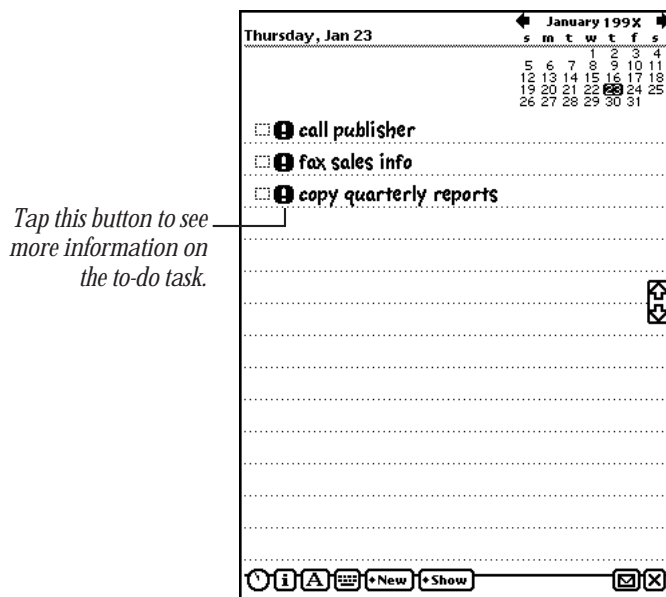 January 199X
Thursday, Jan 23
s m t w t f s
1 2 3 4
5 6 7 8 9 10 11
12 13 14 15 16 17 18
19 20 21 22 23 24 25
26 27 28 29 30 31
call publisher
fax sales info
copy quarterly reports
Tap this button to see
more information on
the to-do task.
i A New Show X